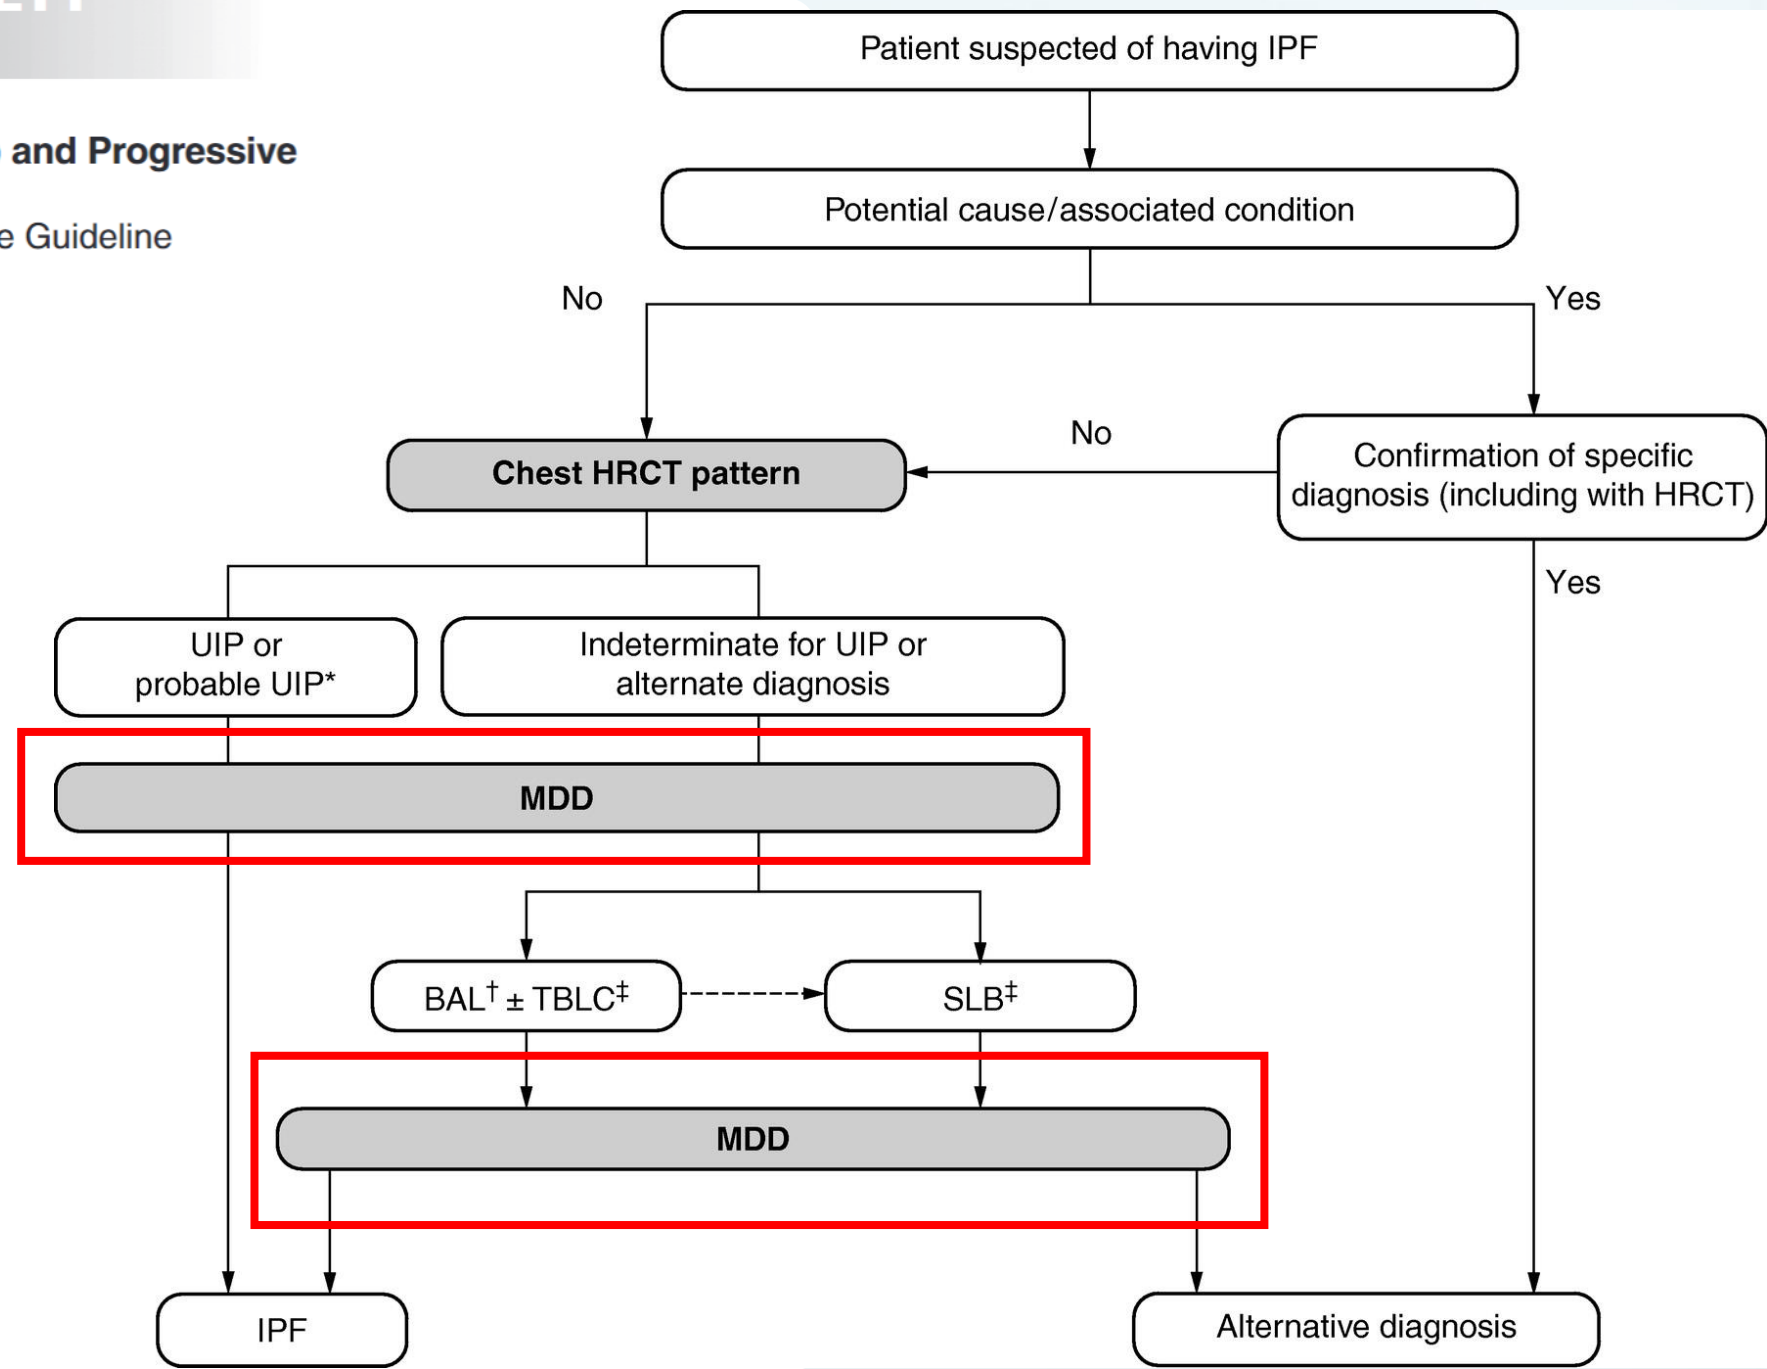 Patient suspected of having IPF
and Progressive
Potential cause/associated condition
e Guideline
No
Yes
No
Chest HRCT pattern
Confirmation of specific
diagnosis (including with HRCT)
Yes
UIP or
probable UIP*
Indeterminate for UIP or
alternate diagnosis
MDD
BAL† ± TBLC‡
SLB‡
MDD
IPF
Alternative diagnosis